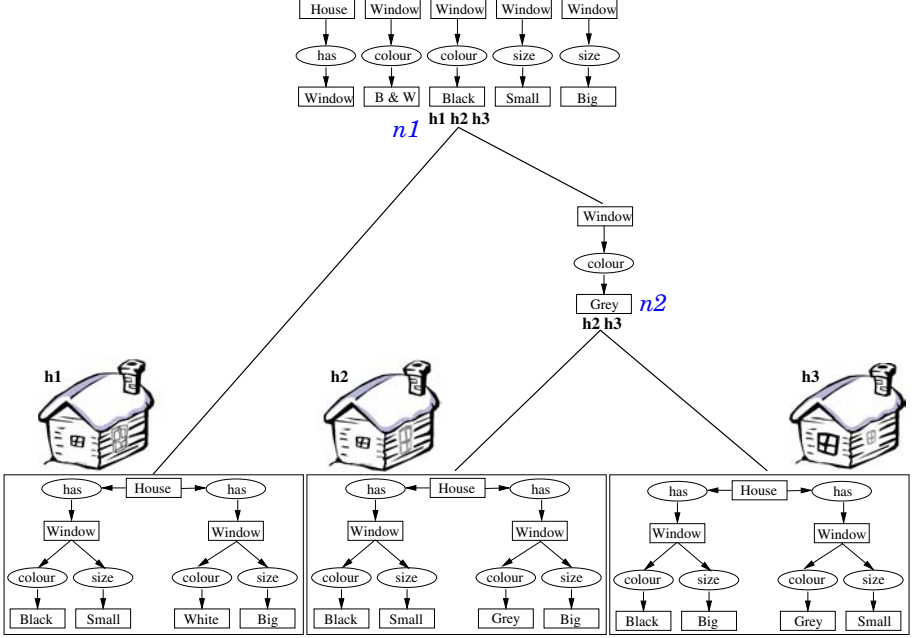 House Window Window Window Window
has colour colour size size
Window B & W Black Small Big
n1 h1 h2 h3
Window
colour
Grey n2
h2 h3
h1 h2 h3
has House has has House has has House has
Window Window Window Window Window Window
colour size colour size colour size colour size colour size colour size
Black Small White Big Black Small Grey Big Black Big Grey Small